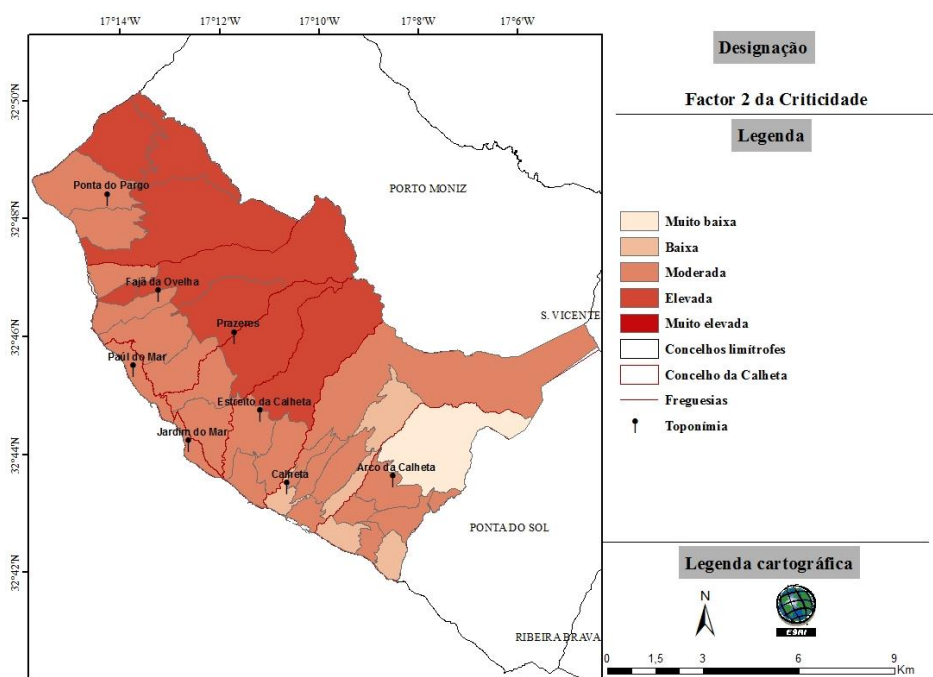 17°14'W 17°12'W 17°10'W 17°8'W 17°6'W
32°50'N
32°48'N
32°46'N
32°44'N
32°42'N
PORTO MONIZ
Ponta do Pargo
Fajã da Ovelha
S. VICENTE
Prazeres
Paúl do Mar
Estreito da Calheta
Jardim do Mar
Calheta
Arco da Calheta
PONTA DO SOL
RIBEIRA BRAVA
Designação
Factor 2 da Criticidade
Legenda
Muito baixa
Baixa
Moderada
Elevada
Muito elevada
Concelhos limítrofes
Concelho da Calheta
Freguesias
Toponímia
Legenda cartográfica
N
ESRI
0 1,5 3 6 9
Km